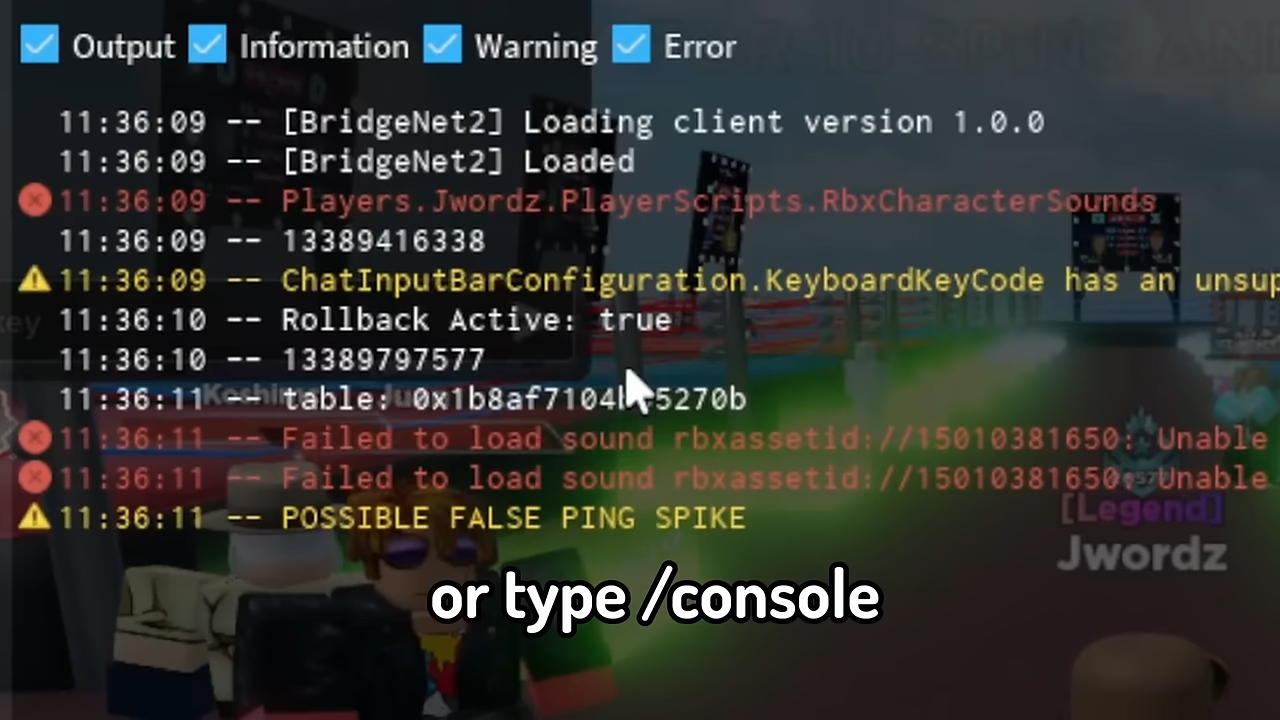 Output Information Warning Error
11:36:09 -- [BridgeNet2] Loading client version 1.0.0
11:36:09 -- [BridgeNet2] Loaded
11:36:09 -- Players.Jwordz.PlayerScripts.RbxCharacterSounds
11:36:09 -- 13389416338
11:36:09 -- ChatInputBarConfiguration.KeyboardKeyCode has an unsup
11:36:10 -- Rollback Active: true
key
11:36:10 -- 13389797577
11:36:11 -- table:
11:36:11 -- Failed to load sound rbxassetid://15010381650: Unable
11:36:11 -- Failed to load sound rbxassetid://15010381650: Unable
[Legend]
11:36:11 -- POSSIBLE FALSE PING SPIKE
Jwordz
or type /console